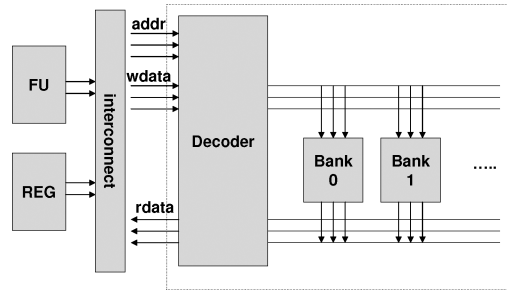 addr
FU
wdata
interconnect
Decoder
Bank
0
Bank
1
.....
REG
rdata